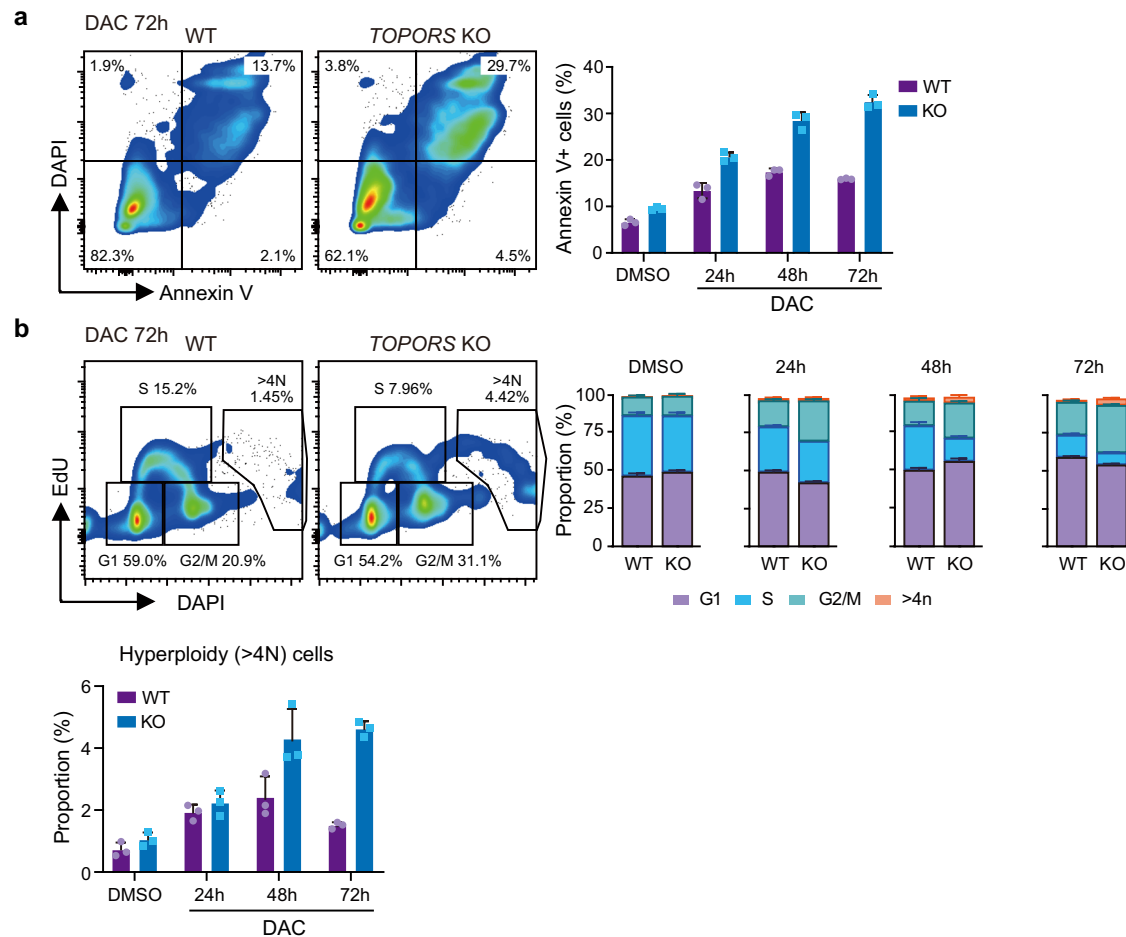 a
DAC 72h
WT
TOPORS KO
1.9%
13.7%
82.3%
2.1%
3.8%
29.7%
62.1%
4.5%
DAPI
Annexin V
Annexin V+ cells (%)
40
30
20
10
0
WT
KO
DMSO
24h
48h
72h
DAC
b
DAC 72h
WT
TOPORS KO
S 15.2%
>4N
1.45%
G1 59.0%
G2/M 20.9%
S 7.96%
>4N
4.42%
G1 54.2%
G2/M 31.1%
EdU
DAPI
DMSO
24h
48h
72h
Proportion (%)
100
75
50
25
0
WT KO
WT KO
WT KO
WT KO
G1
S
G2/M
>4n
Hyperploidy (>4N) cells
Proportion (%)
6
4
2
0
WT
KO
DMSO
24h
48h
72h
DAC